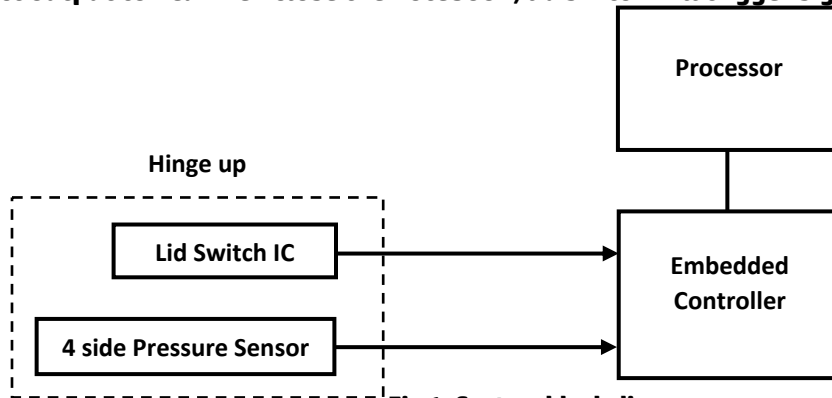 Processor
Hinge up
Lid Switch IC
Embedded
Controller
4 side Pressure Sensor